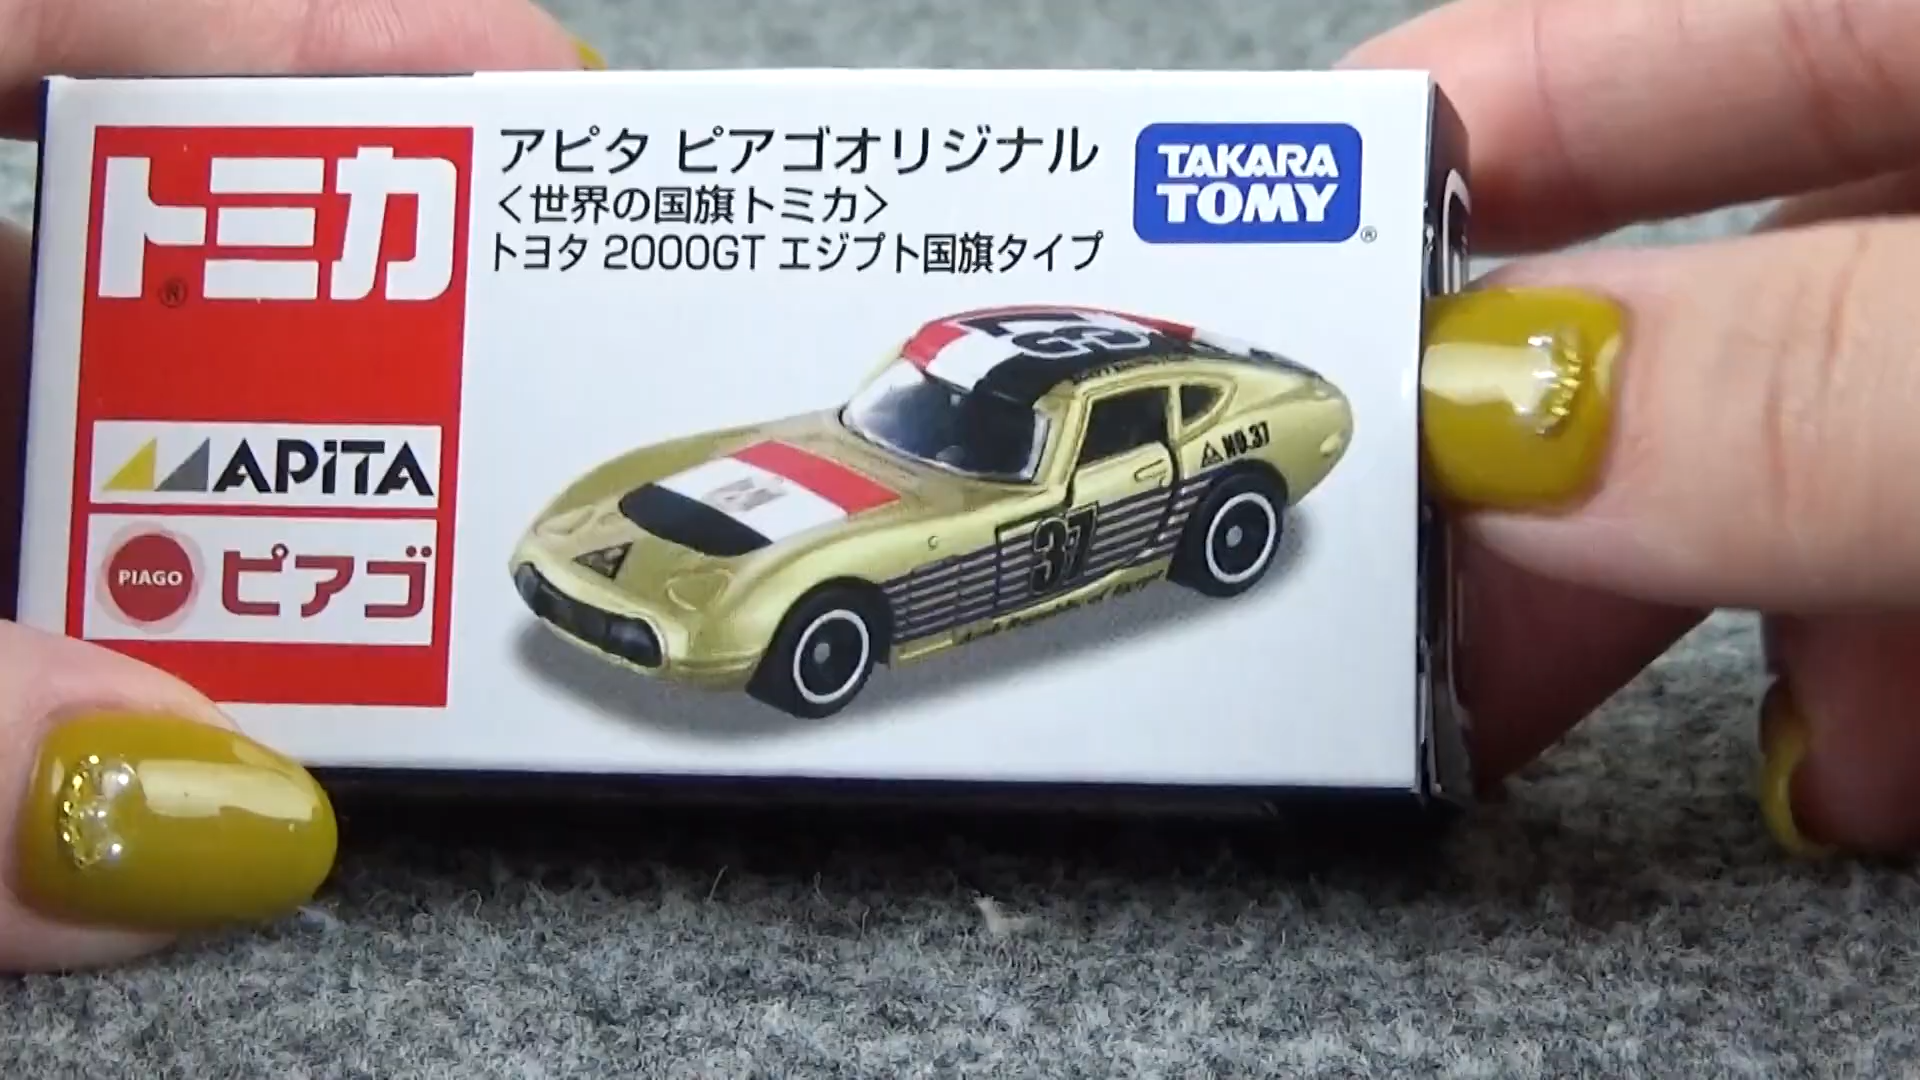 トミカ
®
APiTA
PIAGO
ピアゴ
アピタ ピアゴオリジナル
<世界の国旗トミカ>
トヨタ 2000GT エジプト国旗タイプ
TAKARA
TOMY
®
NO.37
37